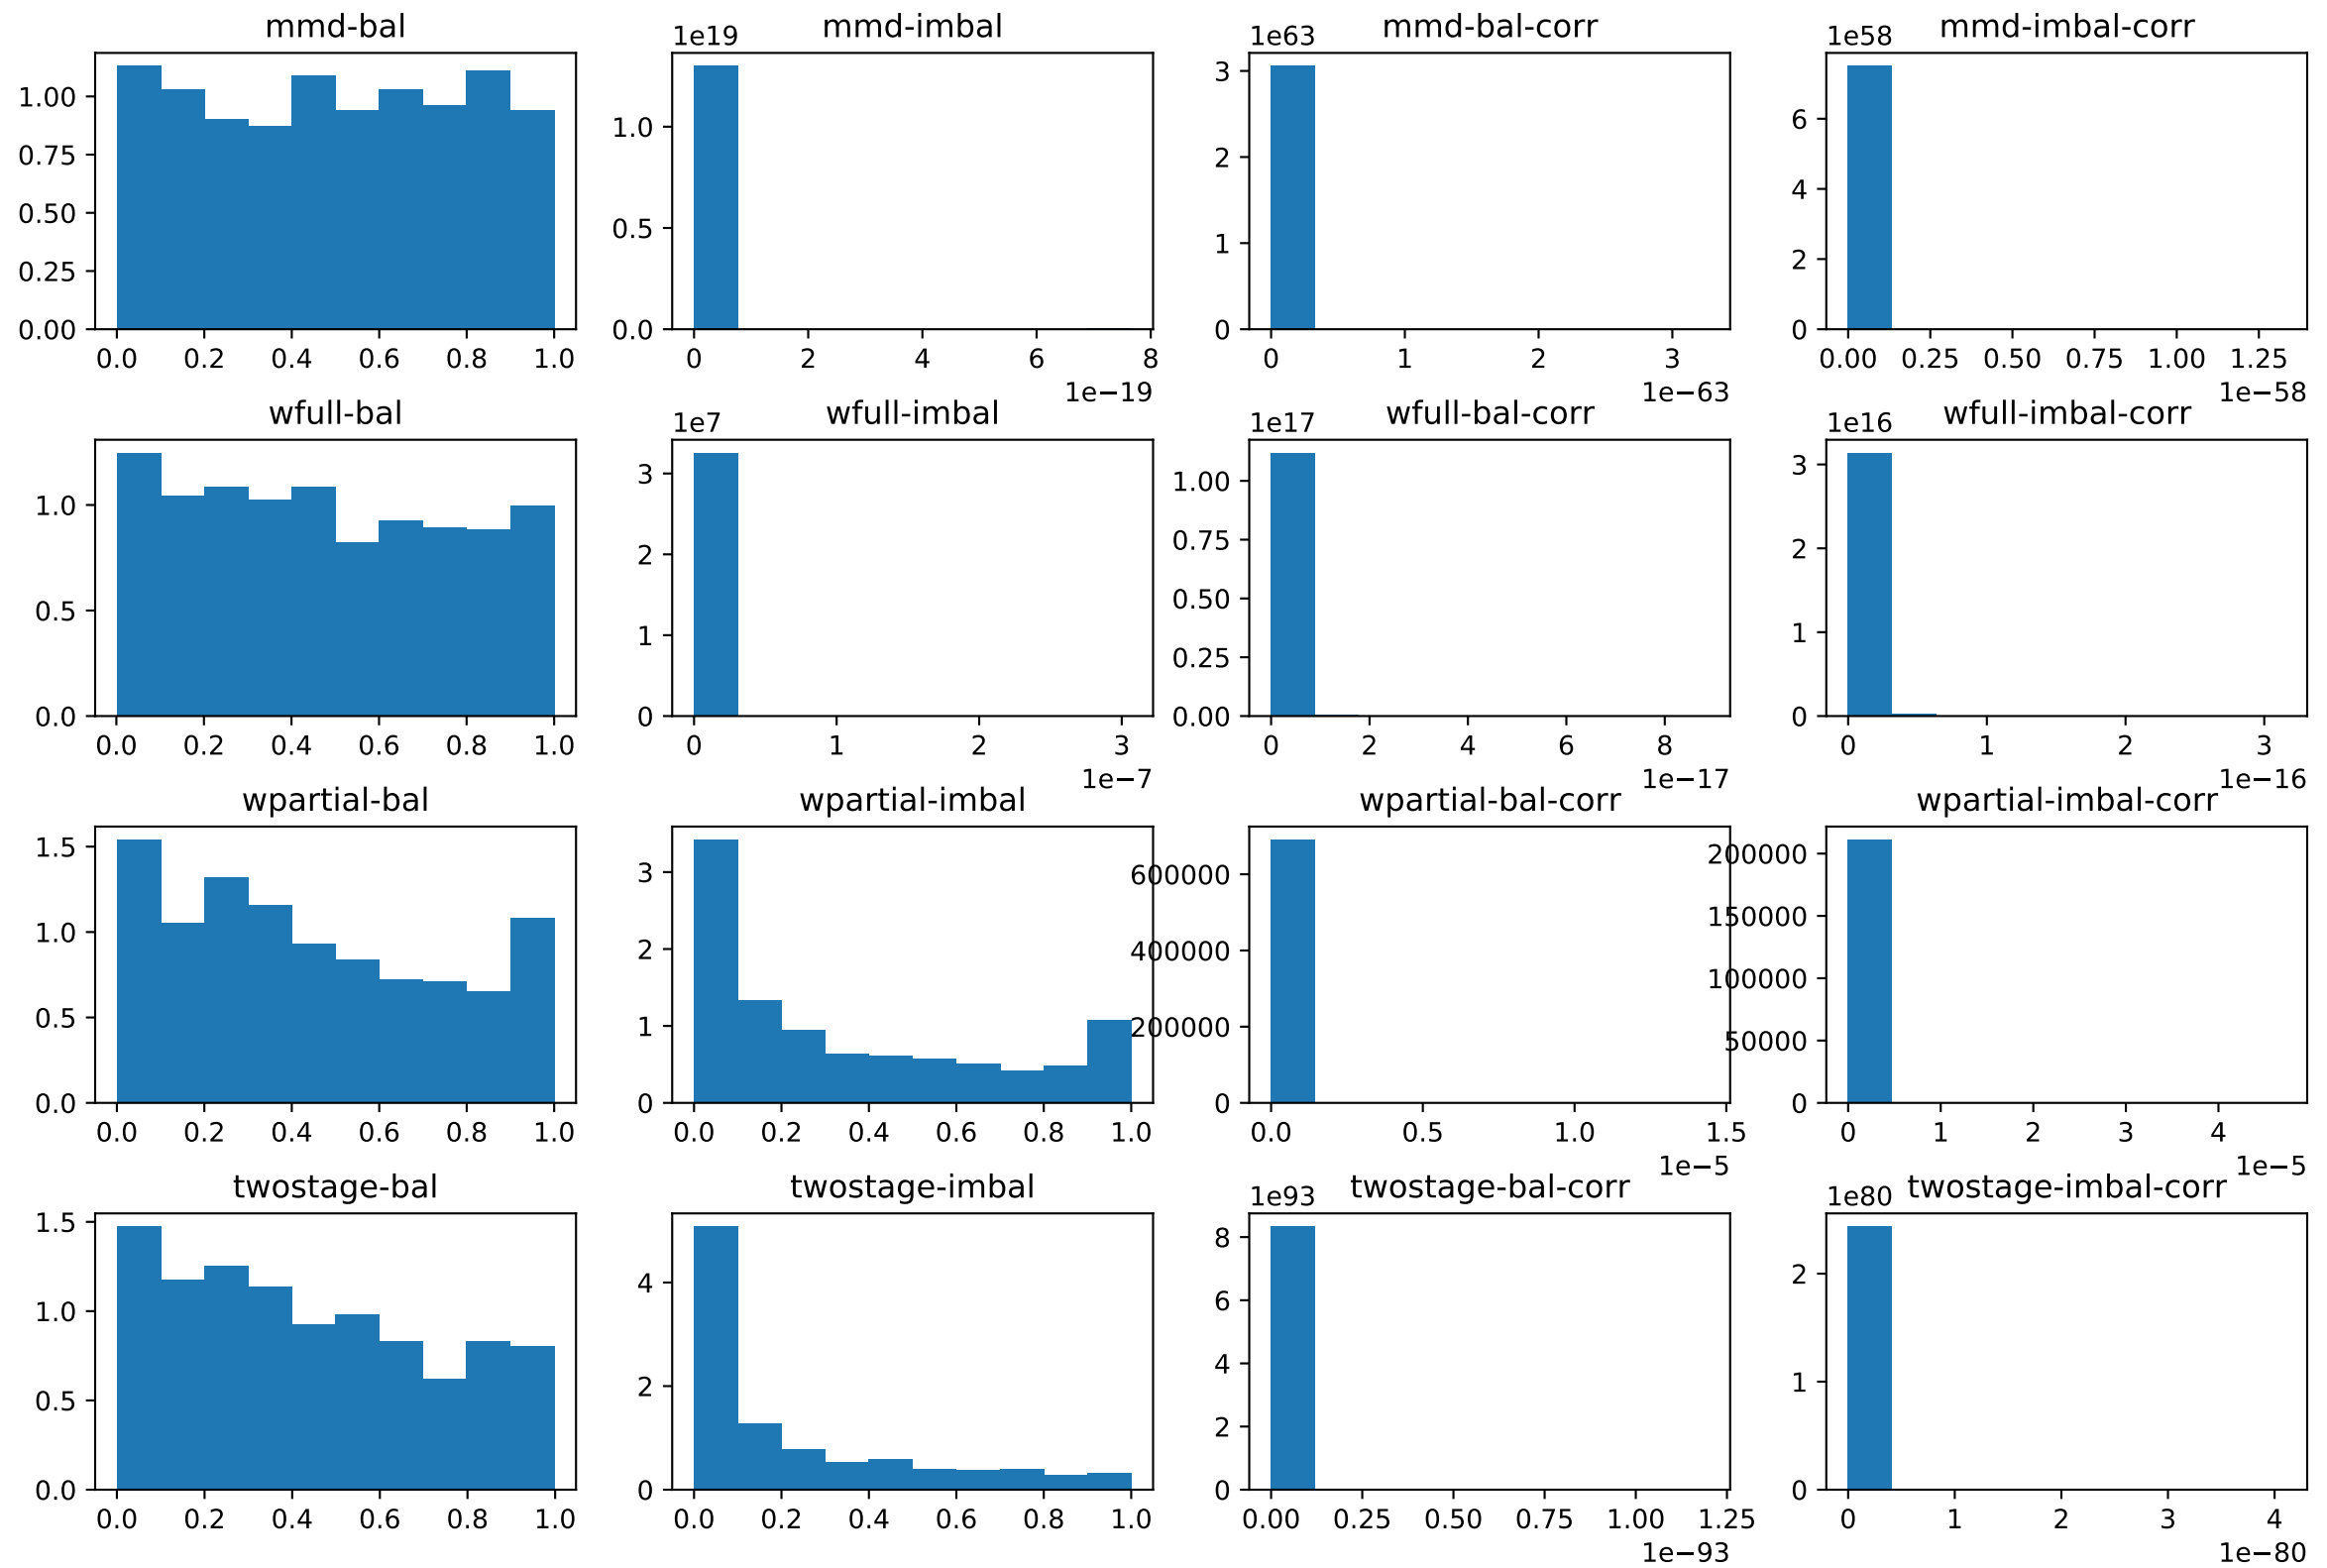 mmd-bal
1.00
0.75
0.50
0.25
0.00
0.0 0.2 0.4 0.6 0.8 1.0
mmd-imbal
1e19
1.0
0.5
0.0
0 2 4 6 8
1e−19
mmd-bal-corr
1e63
3
2
1
0
0 1 2 3
1e−63
mmd-imbal-corr
1e58
6
4
2
0
0.00 0.25 0.50 0.75 1.00 1.25
1e−58
wfull-bal
1.0
0.5
0.0
0.0 0.2 0.4 0.6 0.8 1.0
wfull-imbal
1e7
3
2
1
0
0 1 2 3
1e−7
wfull-bal-corr
1e17
1.00
0.75
0.50
0.25
0.00
0 2 4 6 8
1e−17
wfull-imbal-corr
1e16
3
2
1
0
0 1 2 3
1e−16
wpartial-bal
1.5
1.0
0.5
0.0
0.0 0.2 0.4 0.6 0.8 1.0
wpartial-imbal
3
2
1
0
0.0 0.2 0.4 0.6 0.8 1.0
wpartial-bal-corr
600000
400000
200000
0
0.0 0.5 1.0 1.5
1e−5
wpartial-imbal-corr
200000
150000
100000
50000
0
0 1 2 3 4
1e−5
twostage-bal
1.5
1.0
0.5
0.0
0.0 0.2 0.4 0.6 0.8 1.0
twostage-imbal
4
2
0
0.0 0.2 0.4 0.6 0.8 1.0
twostage-bal-corr
1e93
8
6
4
2
0
0.00 0.25 0.50 0.75 1.00 1.25
1e−93
twostage-imbal-corr
1e80
2
1
0
0 1 2 3 4
1e−80